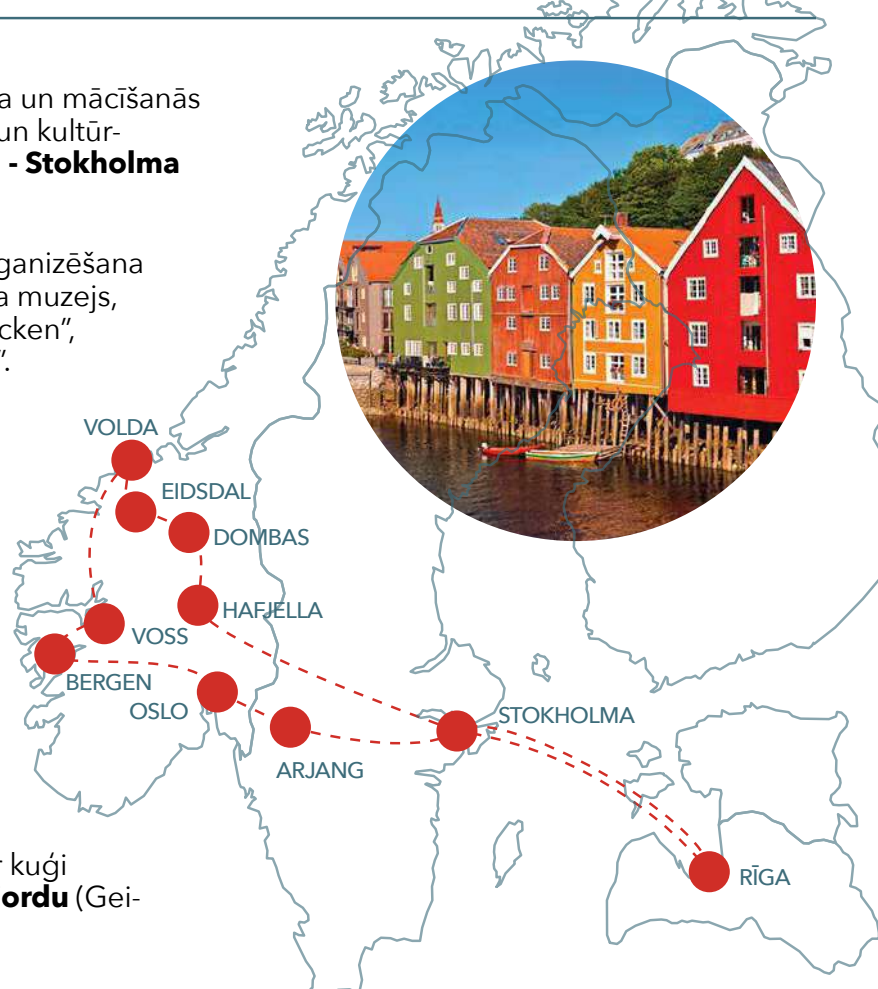 a un mācīšanās
un kultūr-
- Stokholma
ganizēšana
a muzejs,
cken”,
”.
VOLDA
EIDSDAL
DOMBAS
HAFJELLA
VOSS
BERGEN
OSLO
ARJANG
STOKHOLMA
RĪGA
r kuģi
ordu (Gei-